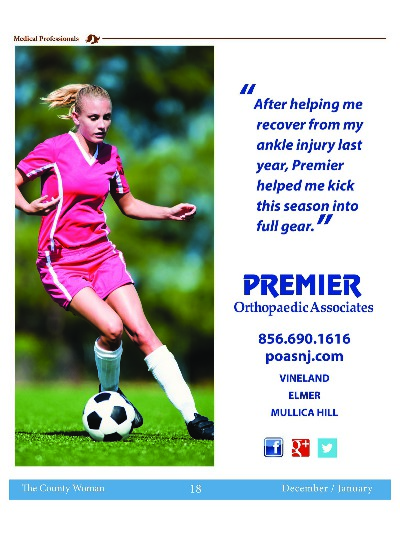 Medical Professionals
“After helping me
recover from my
ankle injury last
year, Premier
helped me kick
this season into
full gear.”
PREMIER
Orthopaedic Associates
856.690.1616
poasnj.com
VINELAND
ELMER
MULLICA HILL
f g+
The County Woman 18 December / January